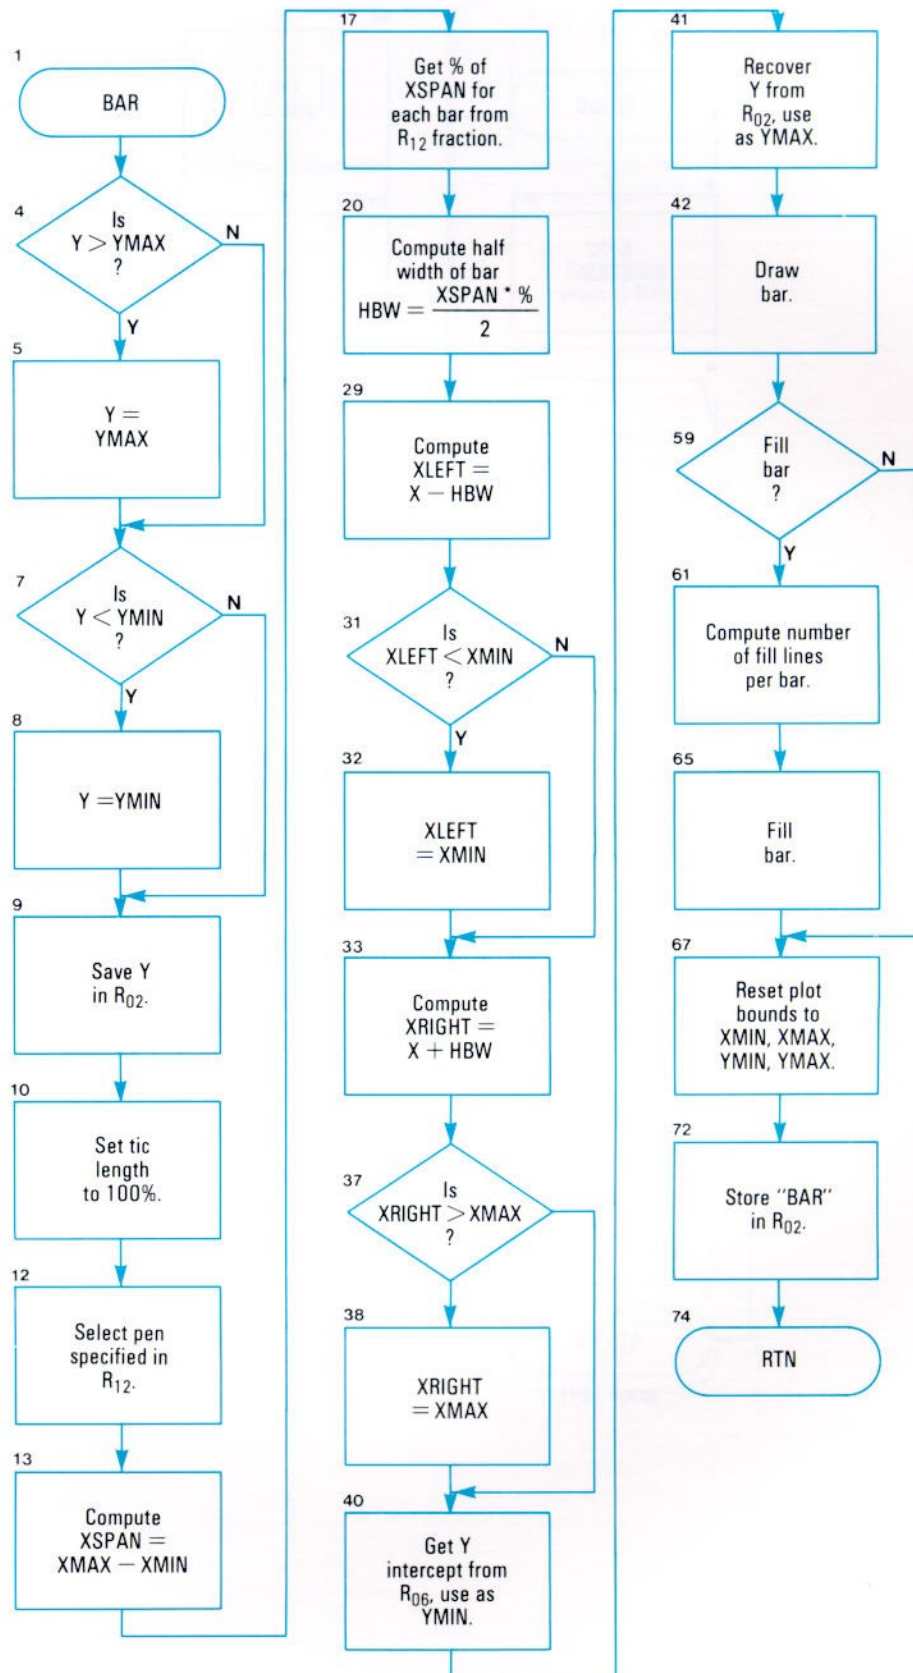 1
BAR
4
Is
Y > YMAX
?
N
Y
5
Y =
YMAX
7
Is
Y < YMIN
?
N
Y
8
Y =YMIN
9
Save Y
in R02.
10
Set tic
length
to 100%.
12
Select pen
specified in
R12.
13
Compute
XSPAN =
XMAX − XMIN
17
Get % of
XSPAN for
each bar from
R12 fraction.
20
Compute half
width of bar
HBW = XSPAN * %
2
29
Compute
XLEFT =
X − HBW
31
Is
XLEFT < XMIN
?
N
Y
32
XLEFT
= XMIN
33
Compute
XRIGHT =
X + HBW
37
Is
XRIGHT > XMAX
?
38
XRIGHT
= XMAX
40
Get Y
intercept from
R06, use as
YMIN.
41
Recover
Y from
R02, use
as YMAX.
42
Draw
bar.
59
Fill
bar
?
N
Y
61
Compute number
of fill lines
per bar.
65
Fill
bar.
67
Reset plot
bounds to
XMIN, XMAX,
YMIN, YMAX.
72
Store "BAR"
in R02.
74
RTN